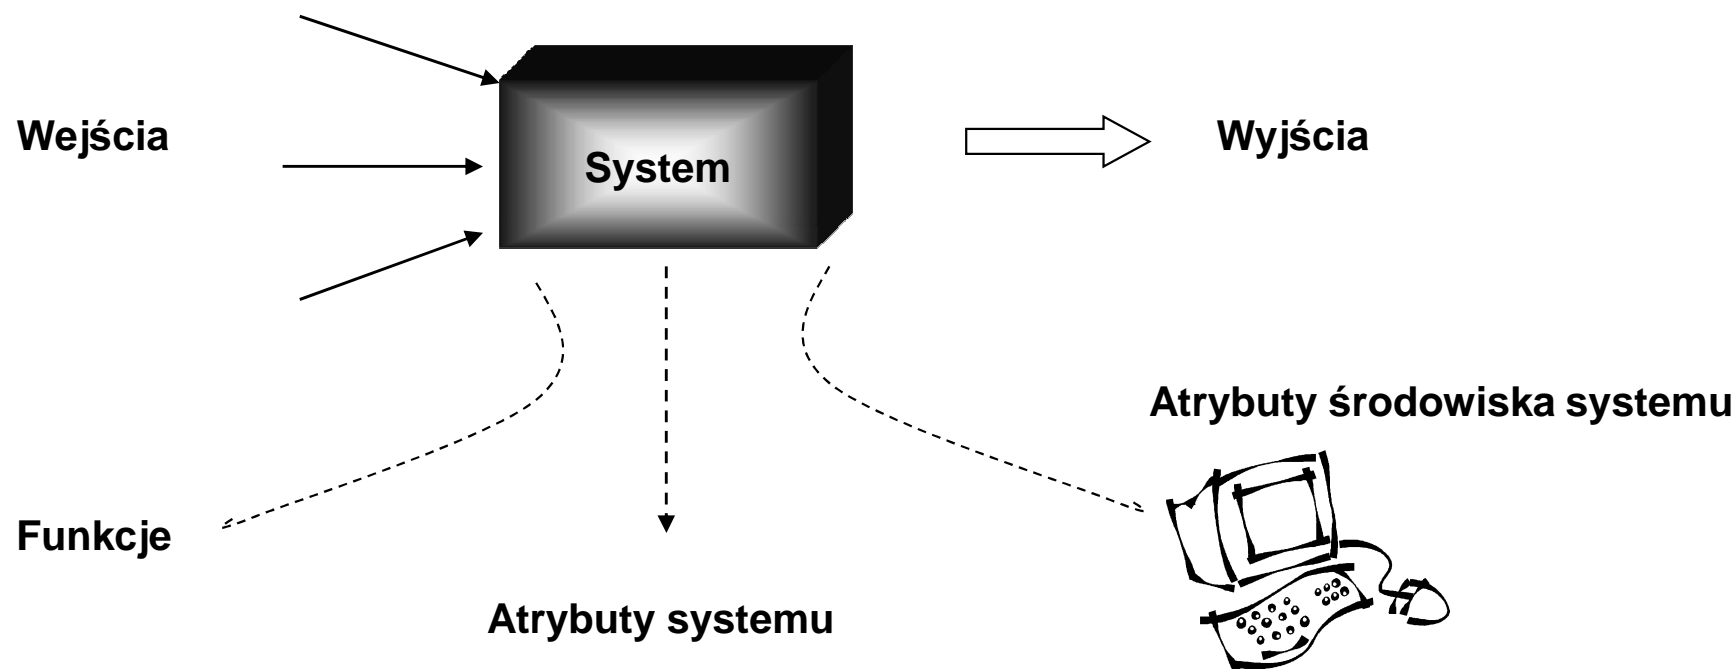 Wejścia
System
Wyjścia
Atrybuty środowiska systemu
Funkcje
Atrybuty systemu